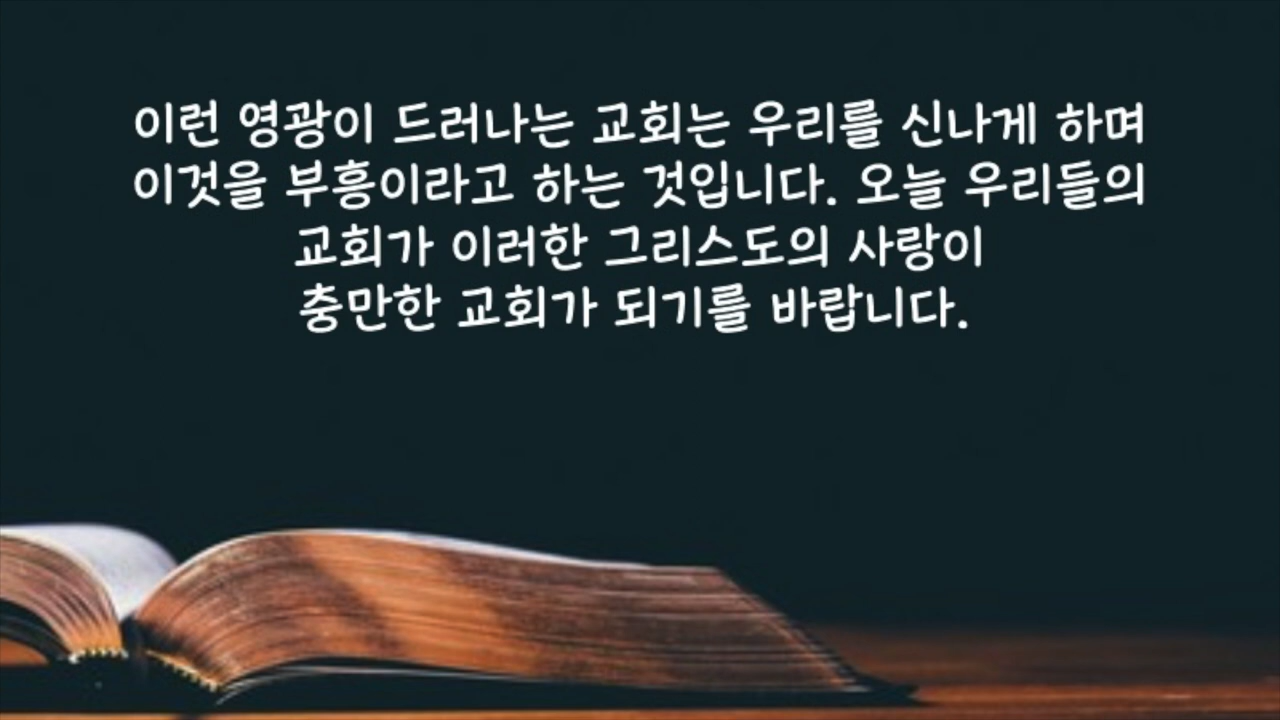 이런 영광이 드러나는 교회는 우리를 신나게 하며
이것을 부흥이라고 하는 것입니다. 오늘 우리들의
교회가 이러한 그리스도의 사랑이
충만한 교회가 되기를 바랍니다.